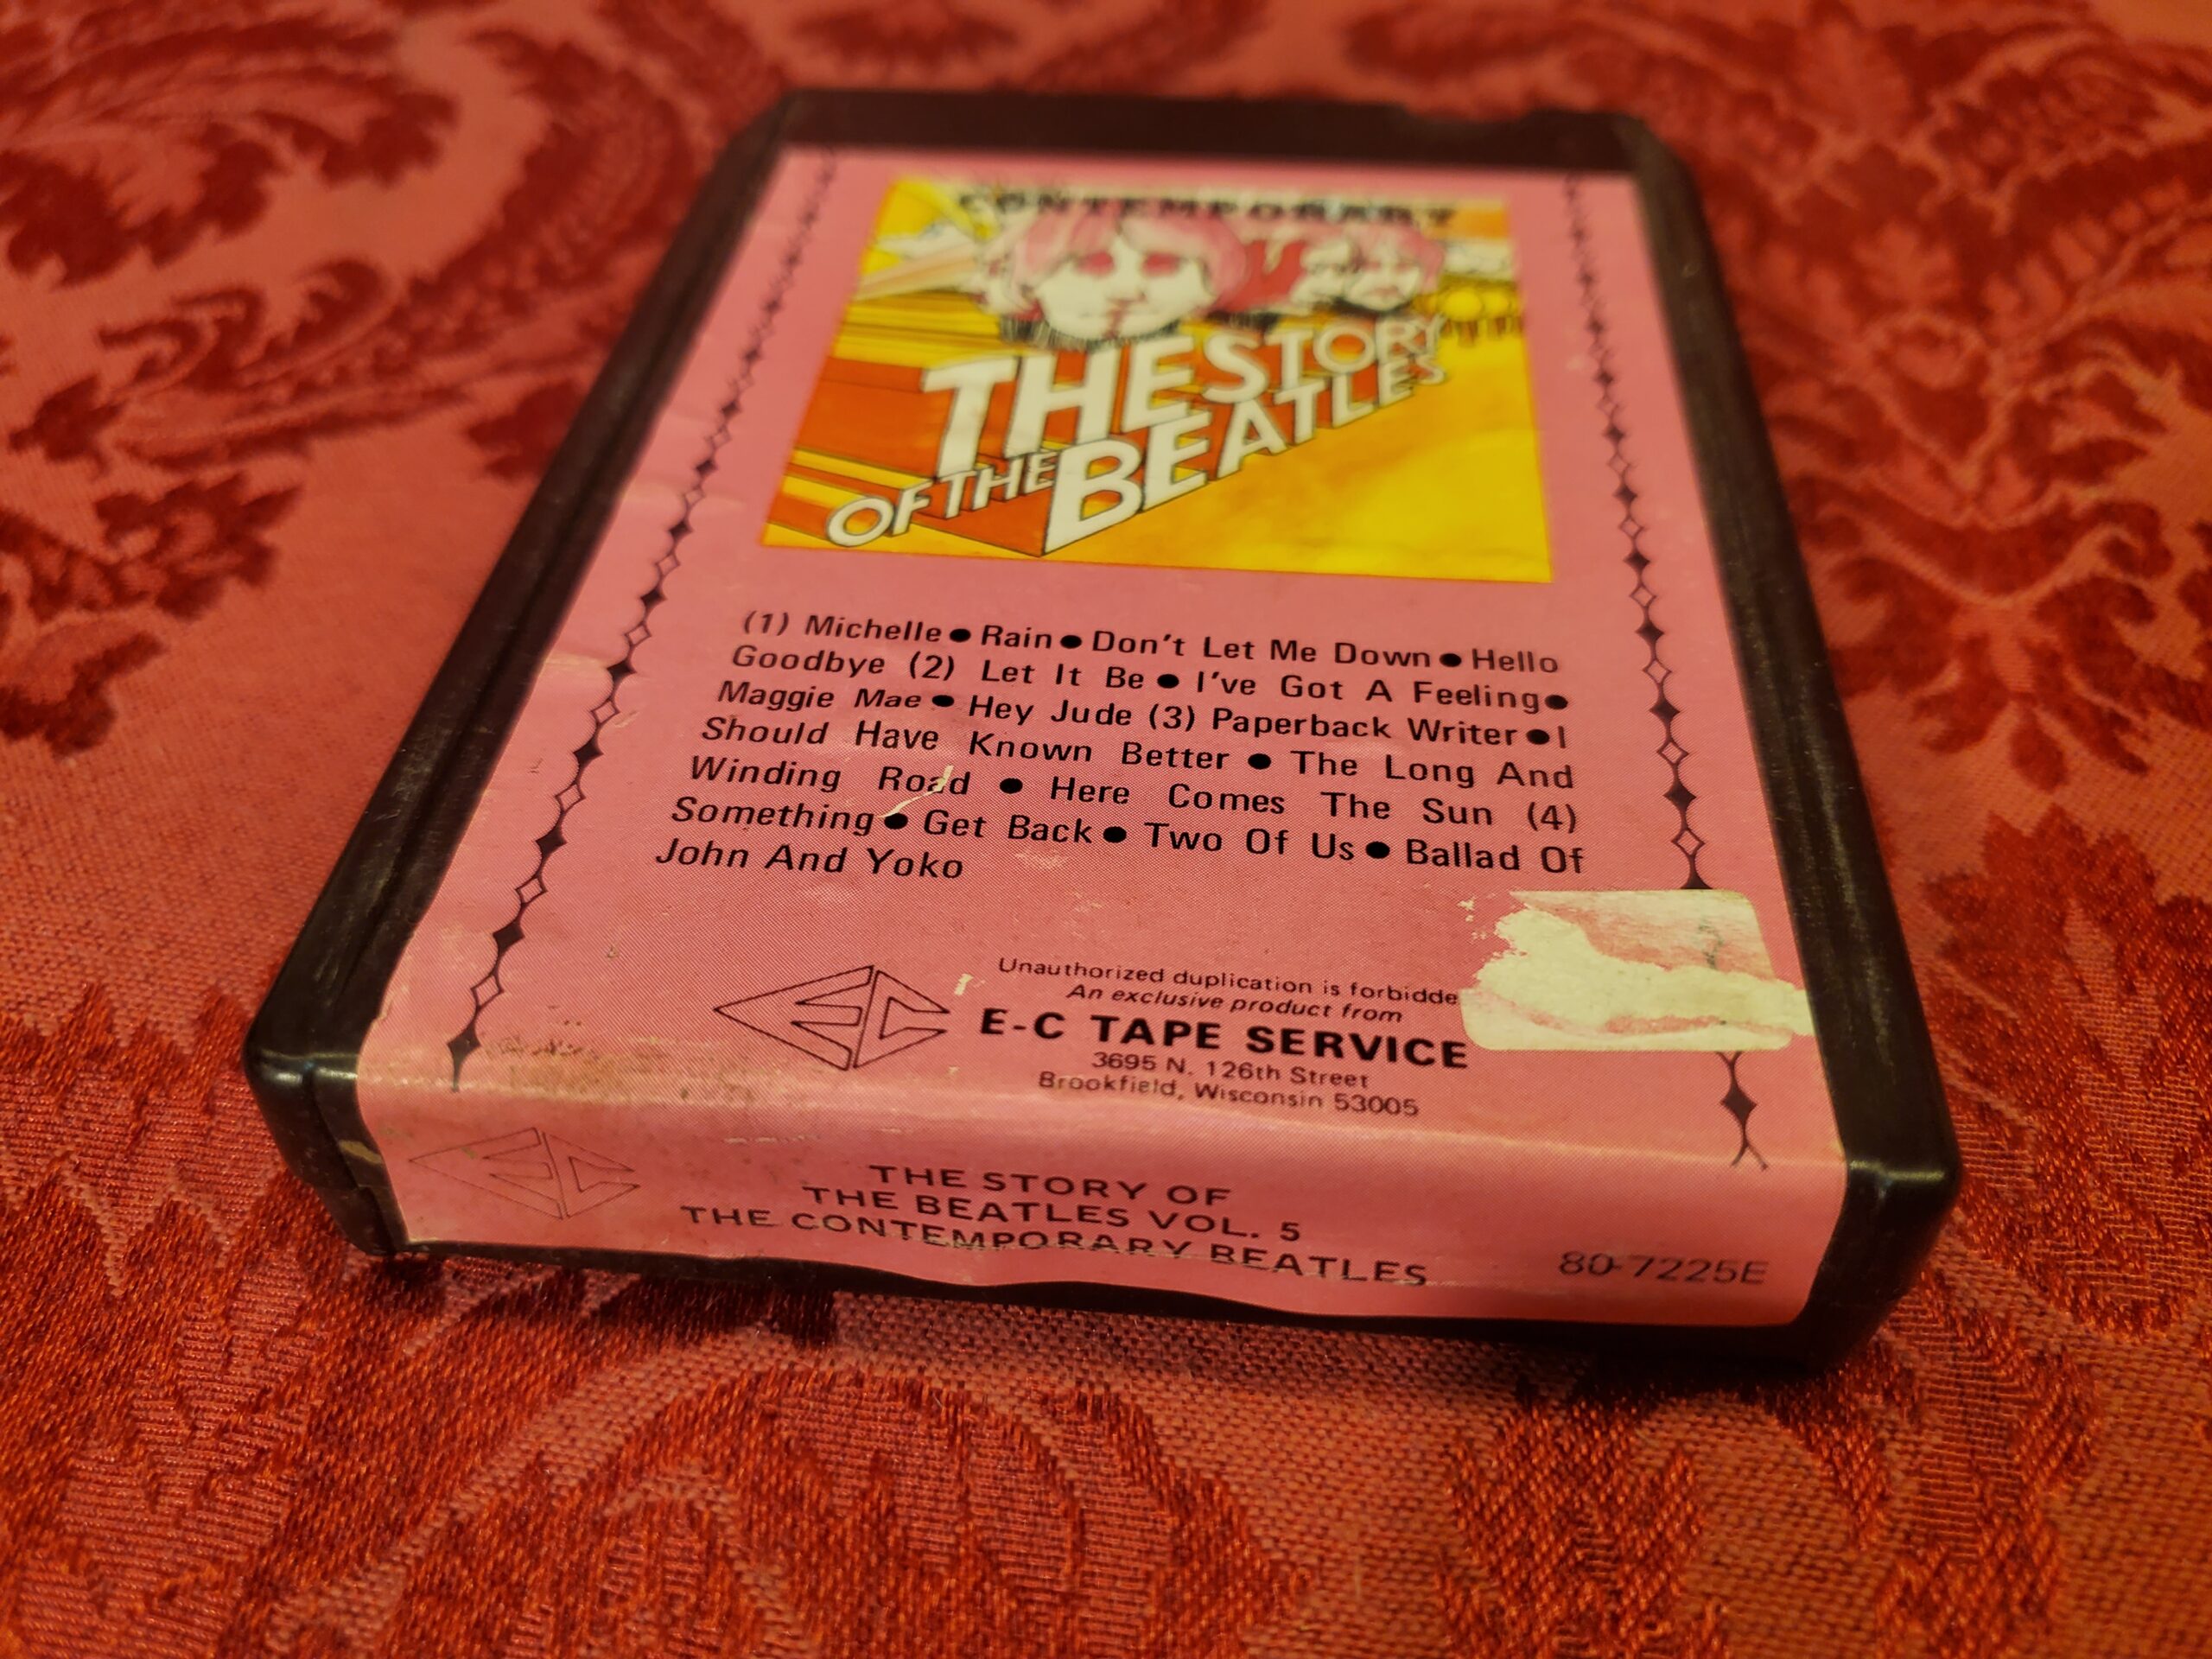 CONTEMPORARY
THE STORY
OF THE BEATLES
(1) Michelle ● Rain ● Don't Let Me Down ● Hello
Goodbye (2) Let It Be ● I've Got A Feeling ●
Maggie Mae ● Hey Jude (3) Paperback Writer ● I
Should Have Known Better ● The Long And
Winding Road ● Here Comes The Sun (4)
Something ● Get Back ● Two Of Us ● Ballad Of
John And Yoko
Unauthorized duplication is forbidde
An exclusive product from
EC
E-C TAPE SERVICE
3695 N. 126th Street
Brookfield, Wisconsin 53005
EC
THE STORY OF
THE BEATLES VOL. 5
THE CONTEMPORARY BEATLES
80-7225E